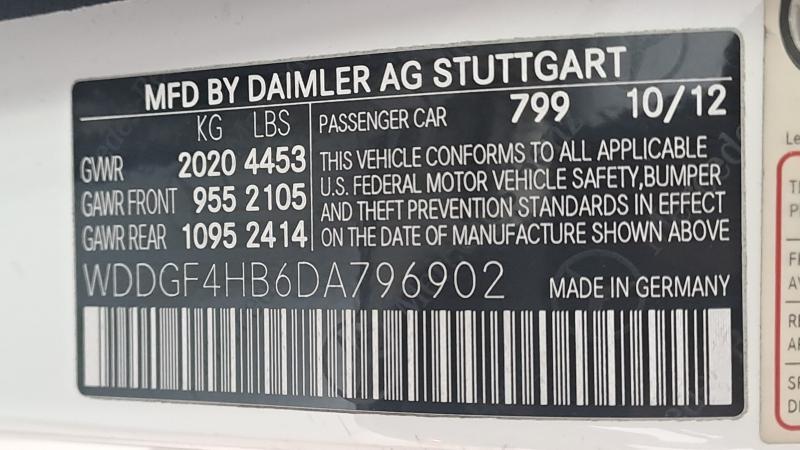 MFD BY DAIMLER AG STUTTGART
KG LBS
GVWR 2020 4453
GAWR FRONT 955 2105
GAWR REAR 1095 2414
PASSENGER CAR 799 10/12
THIS VEHICLE CONFORMS TO ALL APPLICABLE
U.S. FEDERAL MOTOR VEHICLE SAFETY,BUMPER
AND THEFT PREVENTION STANDARDS IN EFFECT
ON THE DATE OF MANUFACTURE SHOWN ABOVE
WDDGF4HB6DA796902 MADE IN GERMANY